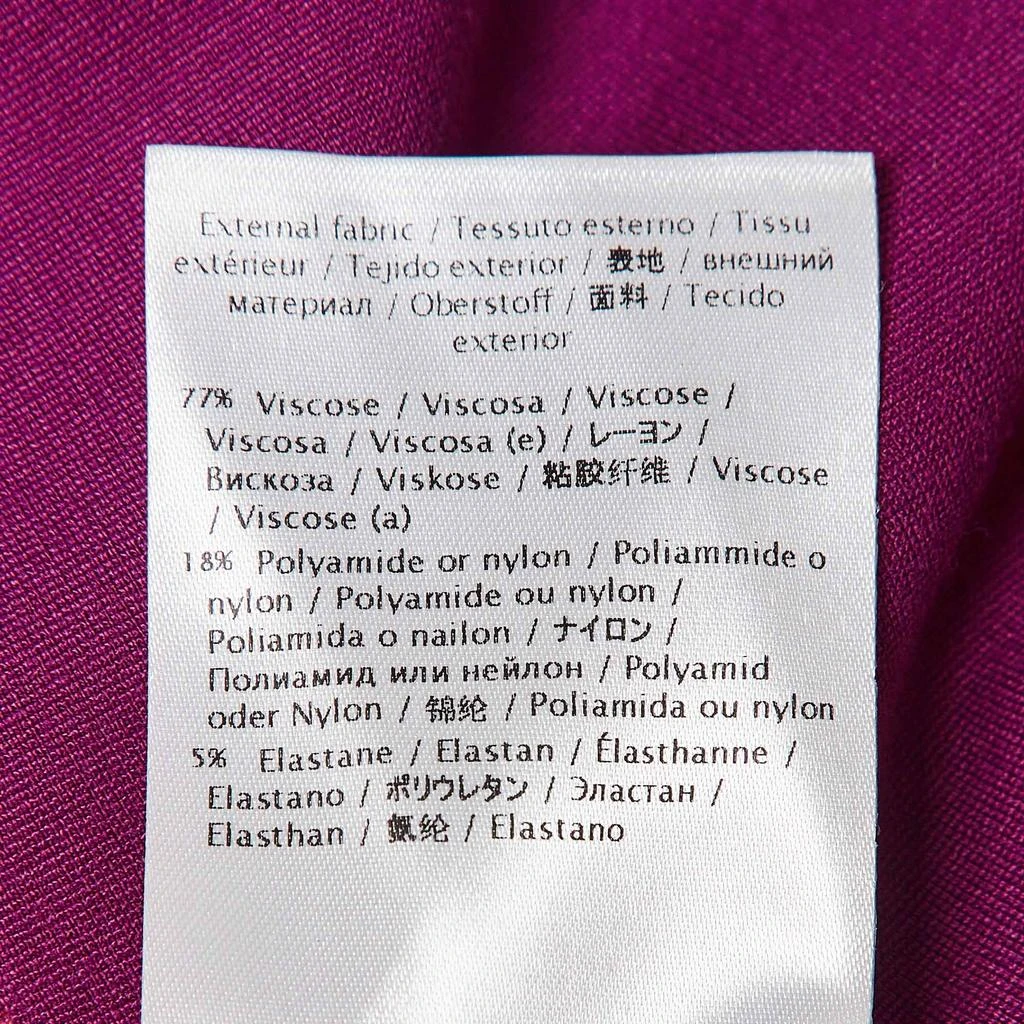 External fabric / Tessuto esterno / Tissu
extérieur / Tejido exterior / 表地 / внешний
материал / Oberstoff / 面料 / Tecido
exterior
77% Viscose / Viscosa / Viscose /
Viscosa / Viscosa (e) / レーヨン /
Вискоза / Viskose / 粘胶纤维 / Viscose
/ Viscose (a)
18% Polyamide or nylon / Poliammide o
nylon / Polyamide ou nylon /
Poliamida o nailon / ナイロン /
Полиамид или нейлон / Polyamid
oder Nylon / 锦纶 / Poliamida ou nylon
5% Elastane / Elastan / Élasthanne /
Elastano / ポリウレタン / Эластан /
Elasthan / 氨纶 / Elastano